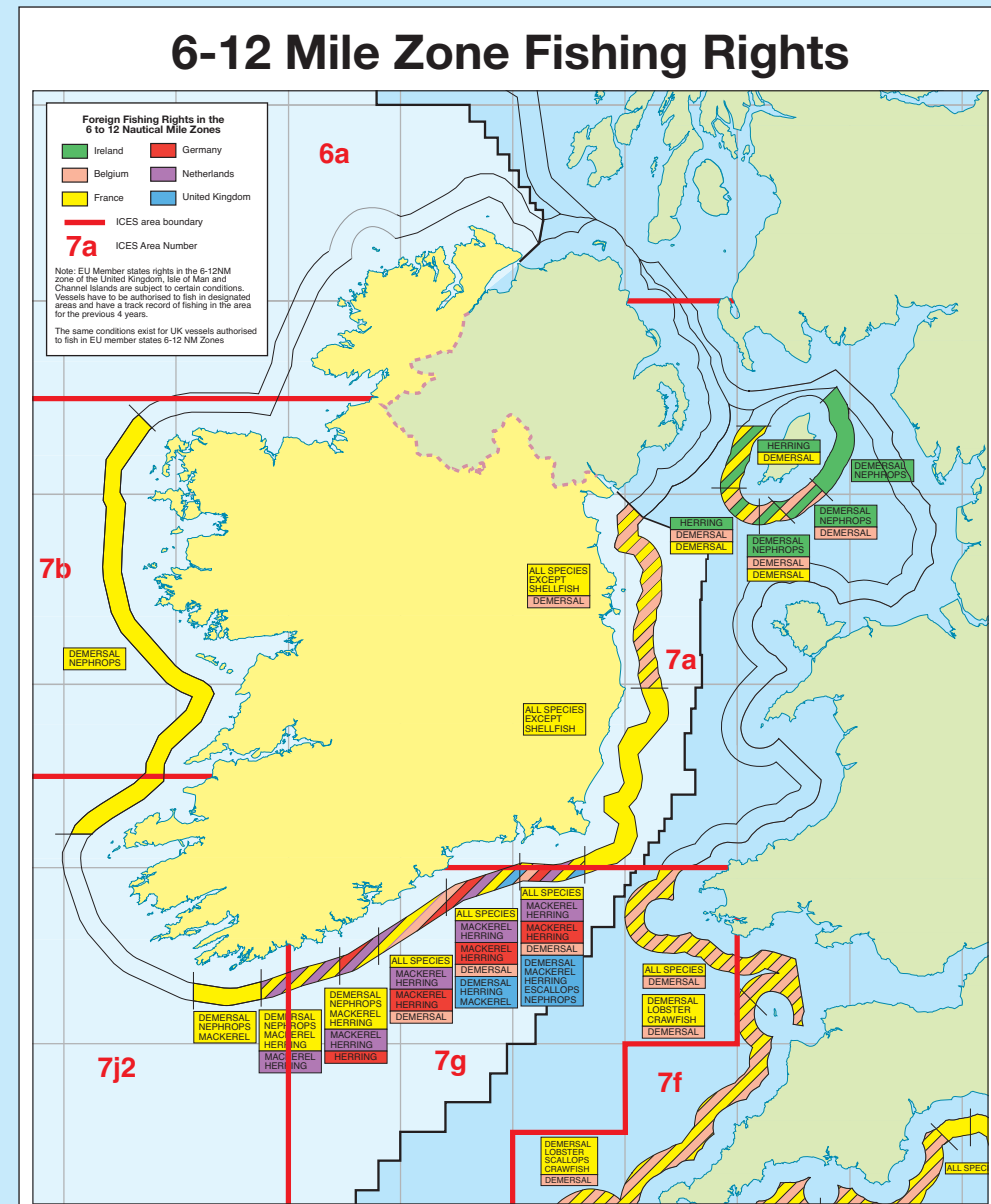 6-12 Mile Zone Fishing Rights
Foreign Fishing Rights in the
6 to 12 Nautical Mile Zones
Ireland
Germany
Belgium
Netherlands
France
United Kingdom
ICES area boundary
7a
ICES Area Number
Note: EU Member states rights in the 6-12NM
zone of the United Kingdom, Isle of Man and
Channel Islands are subject to certain conditions.
Vessels have to be authorised to fish in designated
areas and have a track record of fishing in the area
for the previous 4 years.
The same conditions exist for UK vessels authorised
to fish in EU member states 6-12 NM Zones
6a
HERRING
DEMERSAL
DEMERSAL
NEPHROPS
DEMERSAL
NEPHROPS
DEMERSAL
HERRING
DEMERSAL
DEMERSAL
DEMERSAL
NEPHROPS
DEMERSAL
DEMERSAL
7b
ALL SPECIES
EXCEPT
SHELLFISH
DEMERSAL
7a
DEMERSAL
NEPHROPS
ALL SPECIES
EXCEPT
SHELLFISH
ALL SPECIES
MACKEREL
HERRING
MACKEREL
HERRING
DEMERSAL
DEMERSAL
MACKEREL
HERRING
ESCALLOPS
NEPHROPS
ALL SPECIES
MACKEREL
HERRING
MACKEREL
HERRING
DEMERSAL
DEMERSAL
HERRING
MACKEREL
ALL SPECIES
MACKEREL
HERRING
MACKEREL
HERRING
DEMERSAL
DEMERSAL
NEPHROPS
MACKEREL
HERRING
MACKEREL
HERRING
HERRING
DEMERSAL
NEPHROPS
MACKEREL
HERRING
MACKEREL
HERRING
DEMERSAL
NEPHROPS
MACKEREL
ALL SPECIES
DEMERSAL
DEMERSAL
LOBSTER
CRAWFISH
DEMERSAL
7j2
7g
7f
DEMERSAL
LOBSTER
SCALLOPS
CRAWFISH
DEMERSAL
ALL SPECI